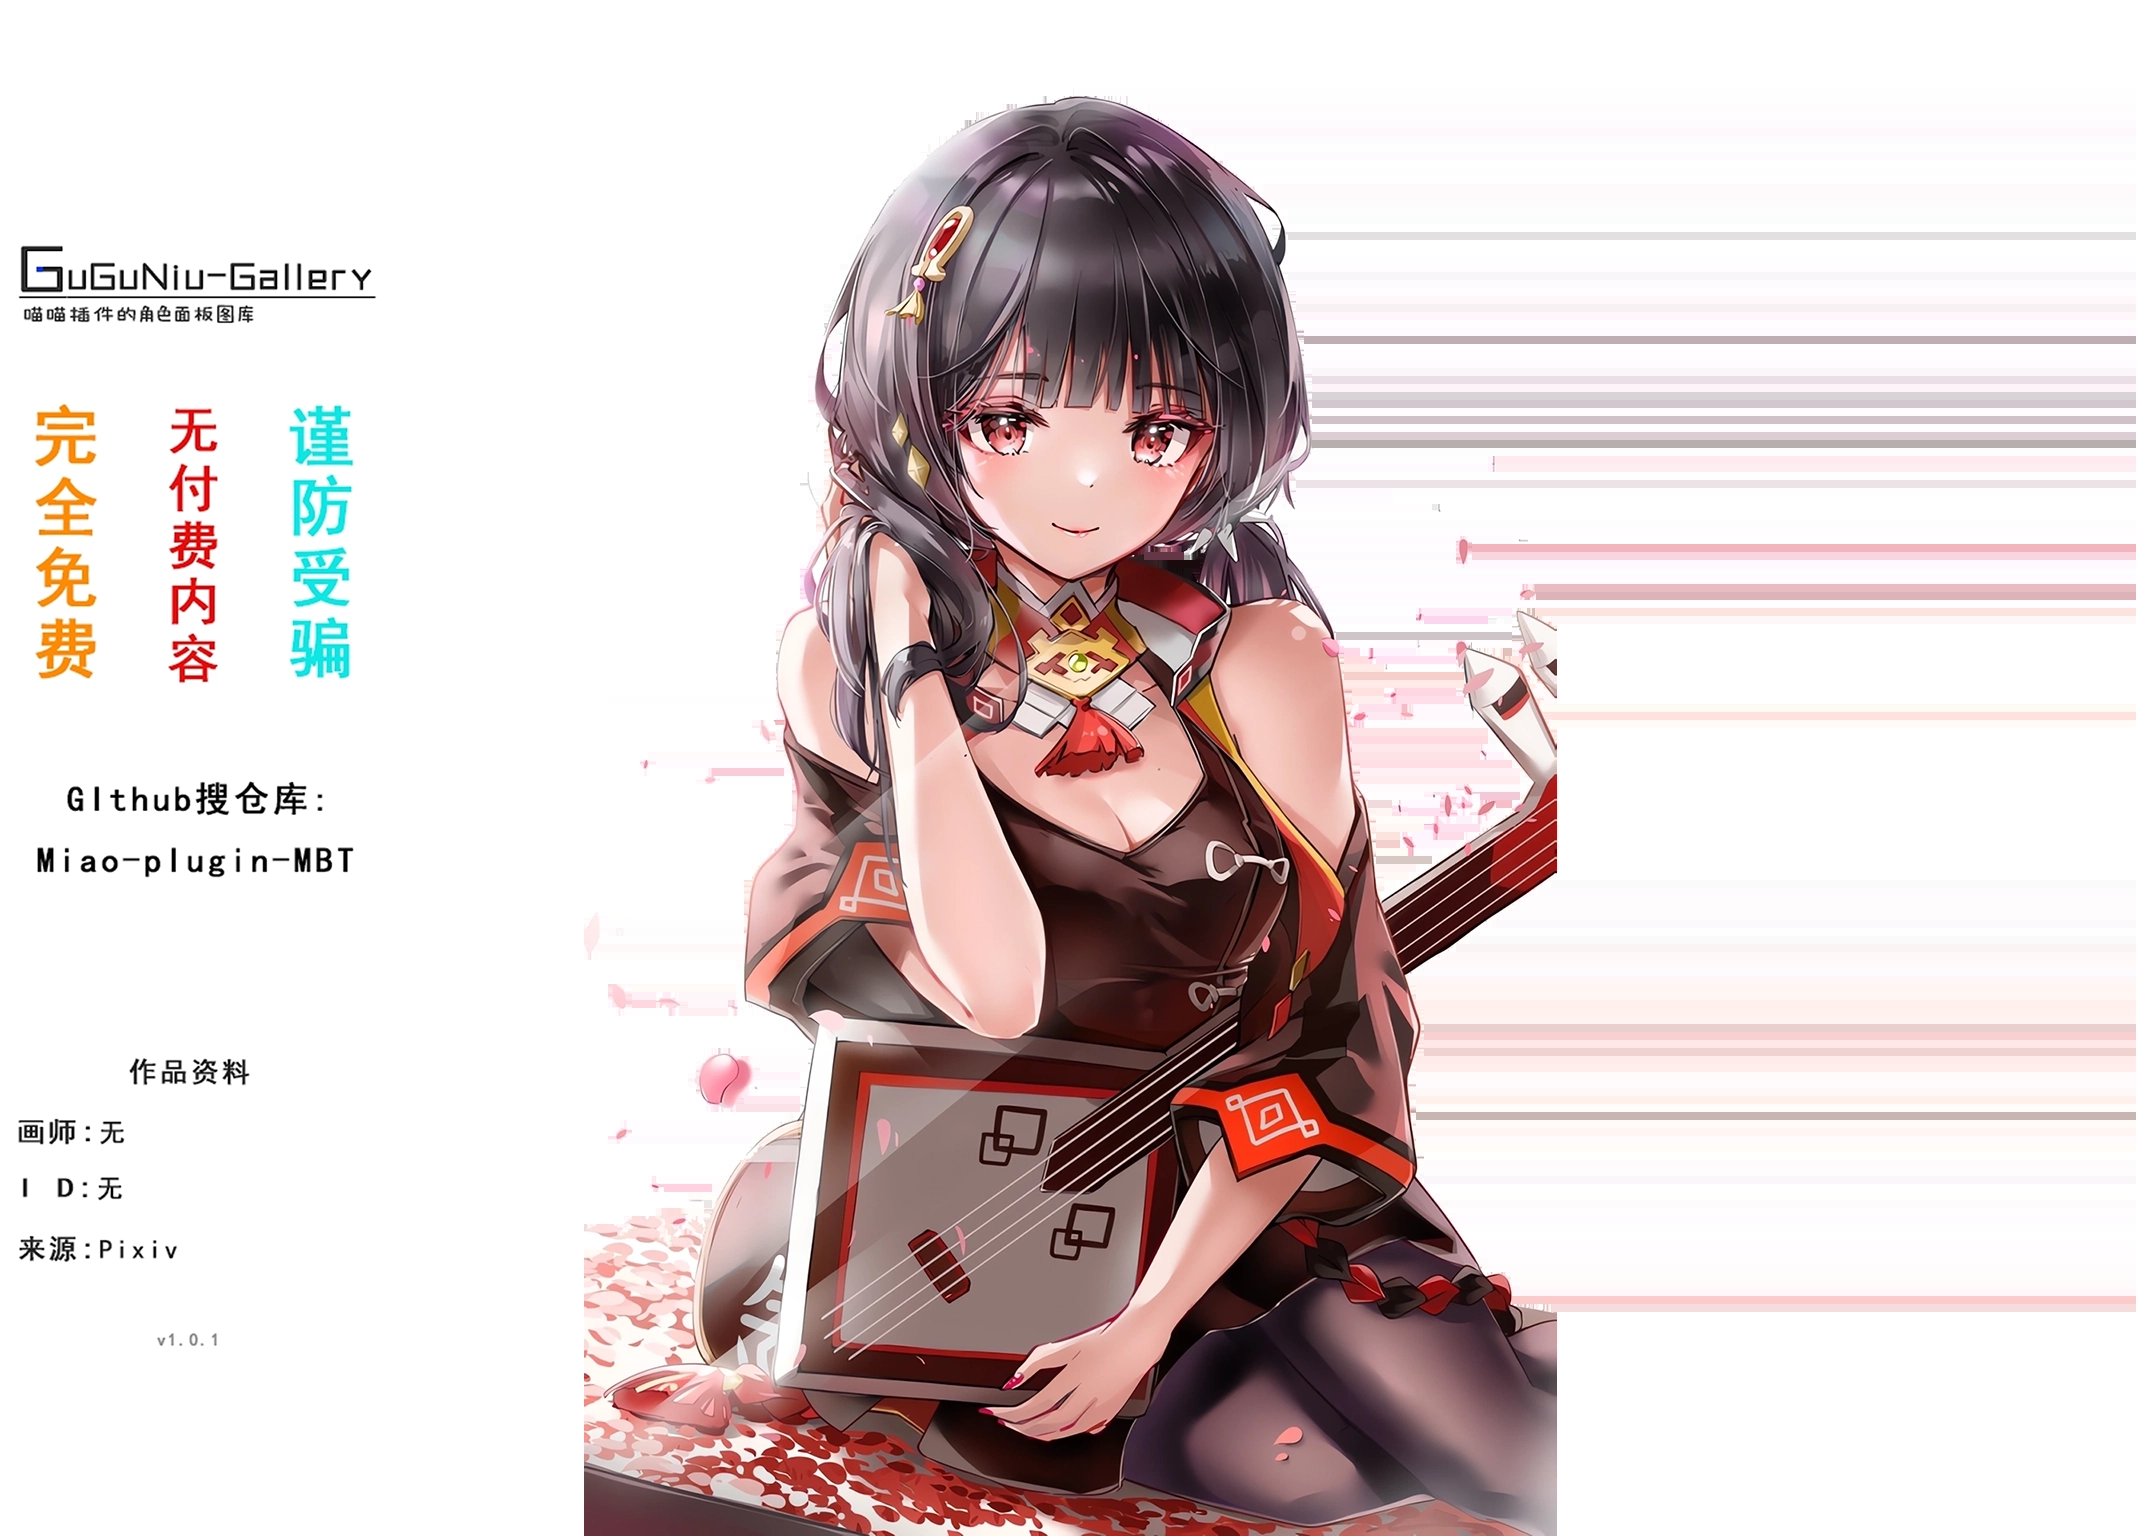 GuGuNiu-Gallery
喵喵插件的角色面板图库
完全免费
无付费内容
谨防受骗
GIthub搜仓库:
Miao-plugin-MBT
作品资料
画师:无
I D:无
来源:Pixiv
v1.0.1